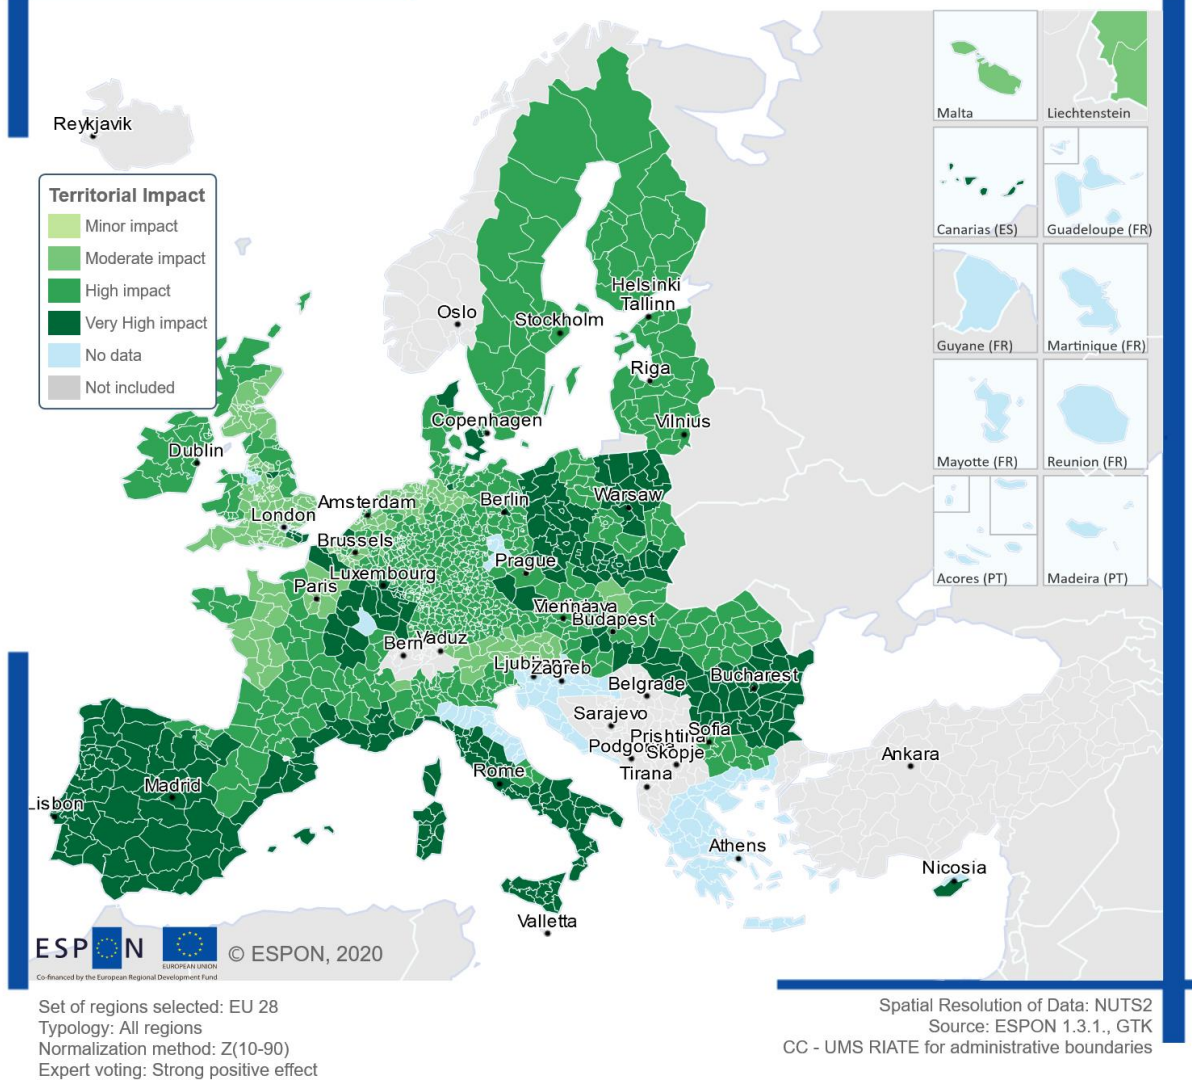 Reykjavik
Territorial Impact
Minor impact
Moderate impact
High impact
Very High impact
No data
Not included
Malta
Liechtenstein
Canarias (ES)
Guadeloupe (FR)
Guyane (FR)
Martinique (FR)
Mayotte (FR)
Reunion (FR)
Acores (PT)
Madeira (PT)
Oslo
Stockholm
Helsinki
Tallinn
Riga
Copenhagen
Vilnius
Dublin
London
Amsterdam
Berlin
Warsaw
Brussels
Luxembourg
Paris
Prague
Budapest
Bern
Vaduz
Zagreb
Belgrade
Bucharest
Sarajevo
Sofia
Skopje
Tirana
Rome
Madrid
Lisbon
Ankara
Athens
Nicosia
Valletta
ESPON
EUROPEAN UNION
Co-financed by the European Regional Development Fund
© ESPON, 2020
Set of regions selected: EU 28
Typology: All regions
Normalization method: Z(10-90)
Expert voting: Strong positive effect
Spatial Resolution of Data: NUTS2
Source: ESPON 1.3.1., GTK
CC - UMS RIATE for administrative boundaries